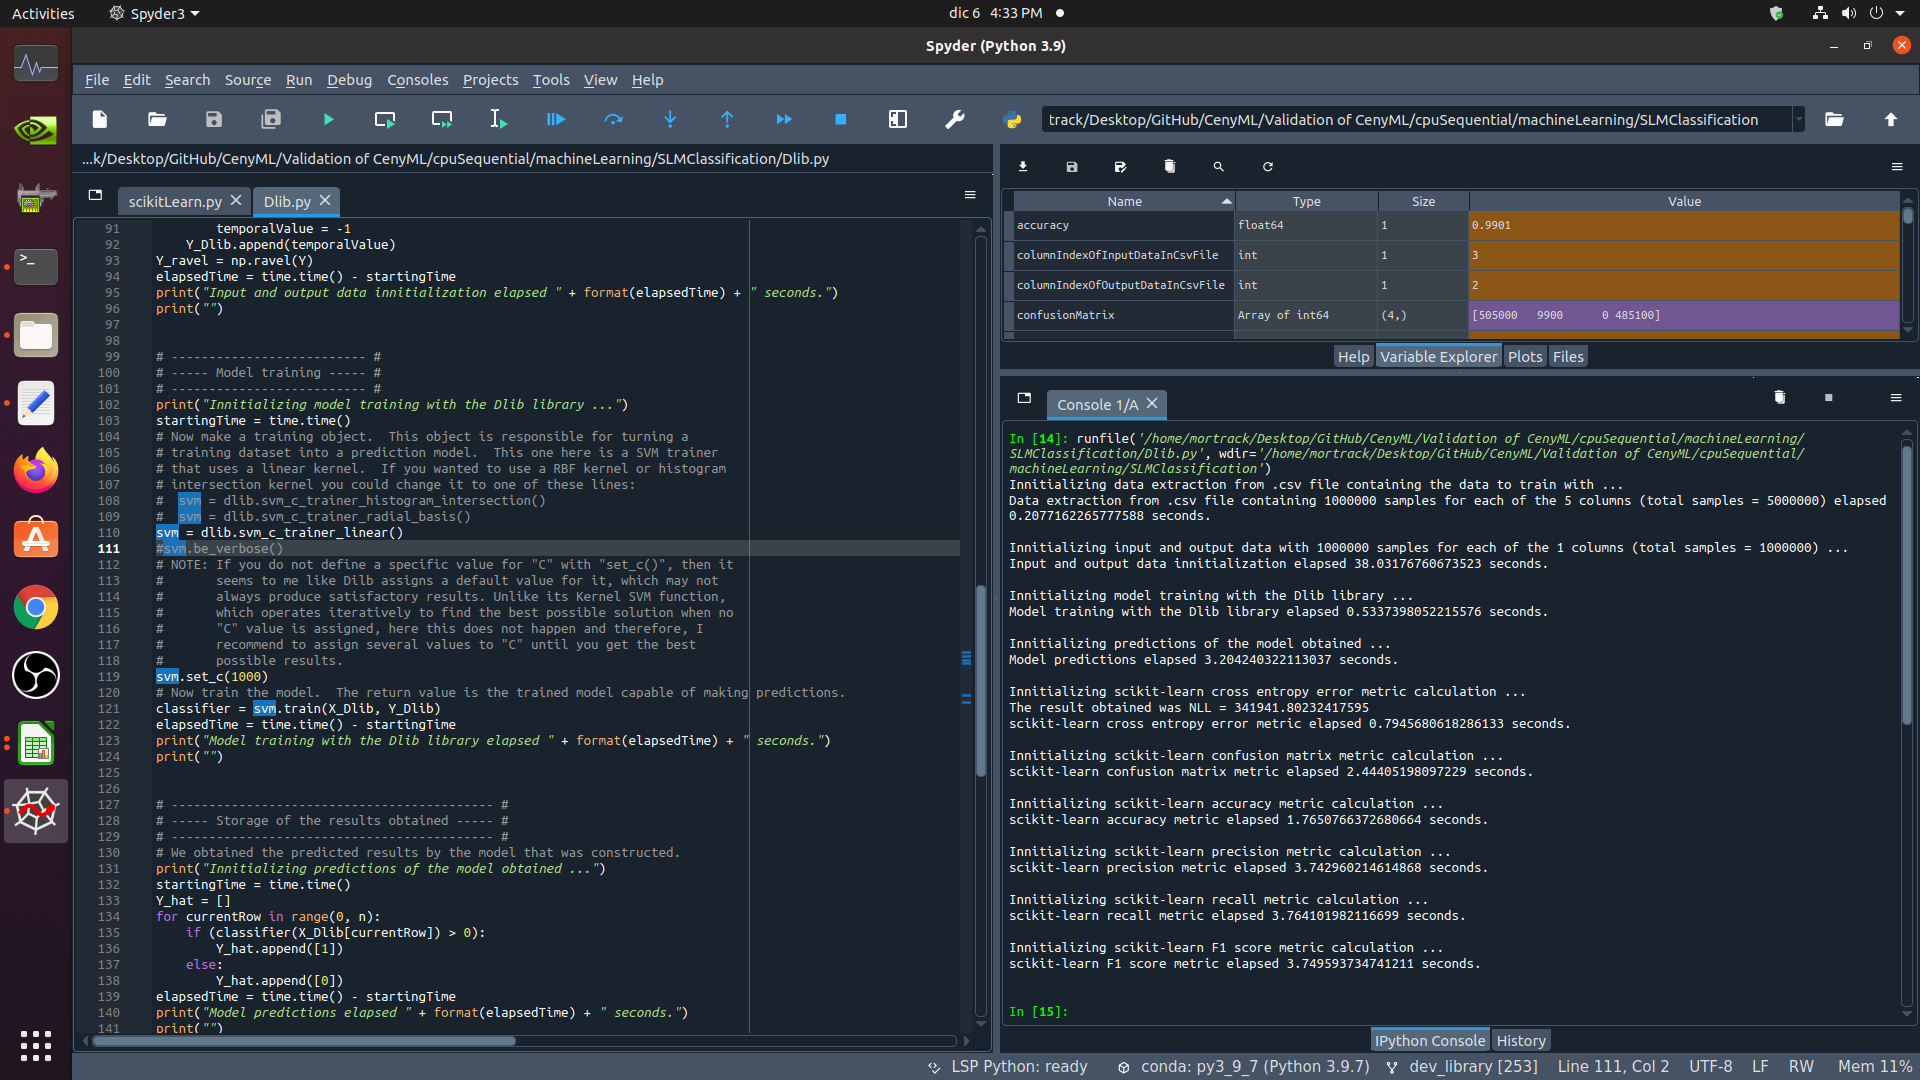 Activities
Spyder3
dic 6 4:33 PM
Spyder (Python 3.9)
File Edit Search Source Run Debug Consoles Projects Tools View Help
track/Desktop/GitHub/CenyML/Validation of CenyML/cpuSequential/machineLearning/SLMClassification
...k/Desktop/GitHub/CenyML/Validation of CenyML/cpuSequential/machineLearning/SLMClassification/Dlib.py
scikitLearn.py
Dlib.py
91 temporalValue = -1
92 Y_Dlib.append(temporalValue)
93 Y_ravel = np.ravel(Y)
94 elapsedTime = time.time() - startingTime
95 print("Input and output data innitialization elapsed " + format(elapsedTime) + " seconds.")
96 print("")
97
98
99 # -------------------------- #
100 # ----- Model training ----- #
101 # -------------------------- #
102 print("Innitializing model training with the Dlib library ...")
103 startingTime = time.time()
104 # Now make a training object.  This object is responsible for turning a
105 # training dataset into a prediction model.  This one here is a SVM trainer
106 # that uses a linear kernel.  If you wanted to use a RBF kernel or histogram
107 # intersection kernel you could change it to one of these lines:
108 #  svm = dlib.svm_c_trainer_histogram_intersection()
109 #  svm = dlib.svm_c_trainer_radial_basis()
110 svm = dlib.svm_c_trainer_linear()
111 #svm.be_verbose()
112 # NOTE: If you do not define a specific value for "C" with "set_c()", then it
113 #       seems to me like Dilb assigns a default value for it, which may not
114 #       always produce satisfactory results. Unlike its Kernel SVM function,
115 #       which operates iteratively to find the best possible solution when no
116 #       "C" value is assigned, here this does not happen and therefore, I
117 #       recommend to assign several values to "C" until you get the best
118 #       possible results.
119 svm.set_c(1000)
120 # Now train the model.  The return value is the trained model capable of making predictions.
121 classifier = svm.train(X_Dlib, Y_Dlib)
122 elapsedTime = time.time() - startingTime
123 print("Model training with the Dlib library elapsed " + format(elapsedTime) + " seconds.")
124 print("")
125
126
127 # ------------------------------------------- #
128 # ----- Storage of the results obtained ----- #
129 # ------------------------------------------- #
130 # We obtained the predicted results by the model that was constructed.
131 print("Innitializing predictions of the model obtained ...")
132 startingTime = time.time()
133 Y_hat = []
134 for currentRow in range(0, n):
135 if (classifier(X_Dlib[currentRow]) > 0):
136 Y_hat.append([1])
137 else:
138 Y_hat.append([0])
139 elapsedTime = time.time() - startingTime
140 print("Model predictions elapsed " + format(elapsedTime) + " seconds.")
141 print("")
Name Type Size Value
accuracy float64 1 0.9901
columnIndexOfInputDataInCsvFile int 1 3
columnIndexOfOutputDataInCsvFile int 1 2
confusionMatrix Array of int64 (4,) [505000 9900 0 485100]
Help Variable Explorer Plots Files
Console 1/A
In [14]: runfile('/home/mortrack/Desktop/GitHub/CenyML/Validation of CenyML/cpuSequential/machineLearning/
SLMClassification/Dlib.py', wdir='/home/mortrack/Desktop/GitHub/CenyML/Validation of CenyML/cpuSequential/
machineLearning/SLMClassification')
Innitializing data extraction from .csv file containing the data to train with ...
Data extraction from .csv file containing 1000000 samples for each of the 5 columns (total samples = 5000000) elapsed
0.2077162265777588 seconds.
Innitializing input and output data with 1000000 samples for each of the 1 columns (total samples = 1000000) ...
Input and output data innitialization elapsed 38.03176760673523 seconds.
Innitializing model training with the Dlib library ...
Model training with the Dlib library elapsed 0.5337398052215576 seconds.
Innitializing predictions of the model obtained ...
Model predictions elapsed 3.204240322113037 seconds.
Innitializing scikit-learn cross entropy error metric calculation ...
The result obtained was NLL = 341941.80232417595
scikit-learn cross entropy error metric elapsed 0.7945680618286133 seconds.
Innitializing scikit-learn confusion matrix metric calculation ...
scikit-learn confusion matrix metric elapsed 2.44405198097229 seconds.
Innitializing scikit-learn accuracy metric calculation ...
scikit-learn accuracy metric elapsed 1.7650766372680664 seconds.
Innitializing scikit-learn precision metric calculation ...
scikit-learn precision metric elapsed 3.742960214614868 seconds.
Innitializing scikit-learn recall metric calculation ...
scikit-learn recall metric elapsed 3.764101982116699 seconds.
Innitializing scikit-learn F1 score metric calculation ...
scikit-learn F1 score metric elapsed 3.749593734741211 seconds.
In [15]:
IPython Console History
LSP Python: ready
conda: py3_9_7 (Python 3.9.7)
dev_library [253]
Line 111, Col 2
UTF-8 LF RW Mem 11%